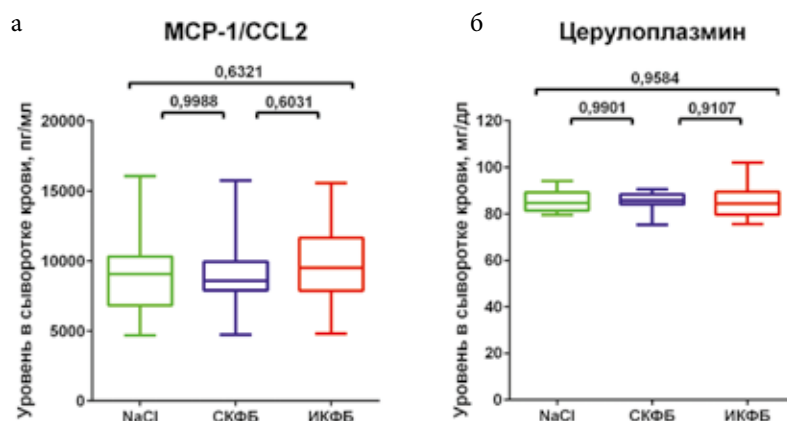 а
MCP-1/CCL2
0,6321
0,9988
0,6031
Уровень в сыворотке крови, пг/мл
20000
15000
10000
5000
0
NaCl
СКФБ
ИКФБ
б
Церулоплазмин
0,9584
0,9901
0,9107
Уровень в сыворотке крови, мг/дл
120
100
80
60
40
20
0
NaCl
СКФБ
ИКФБ